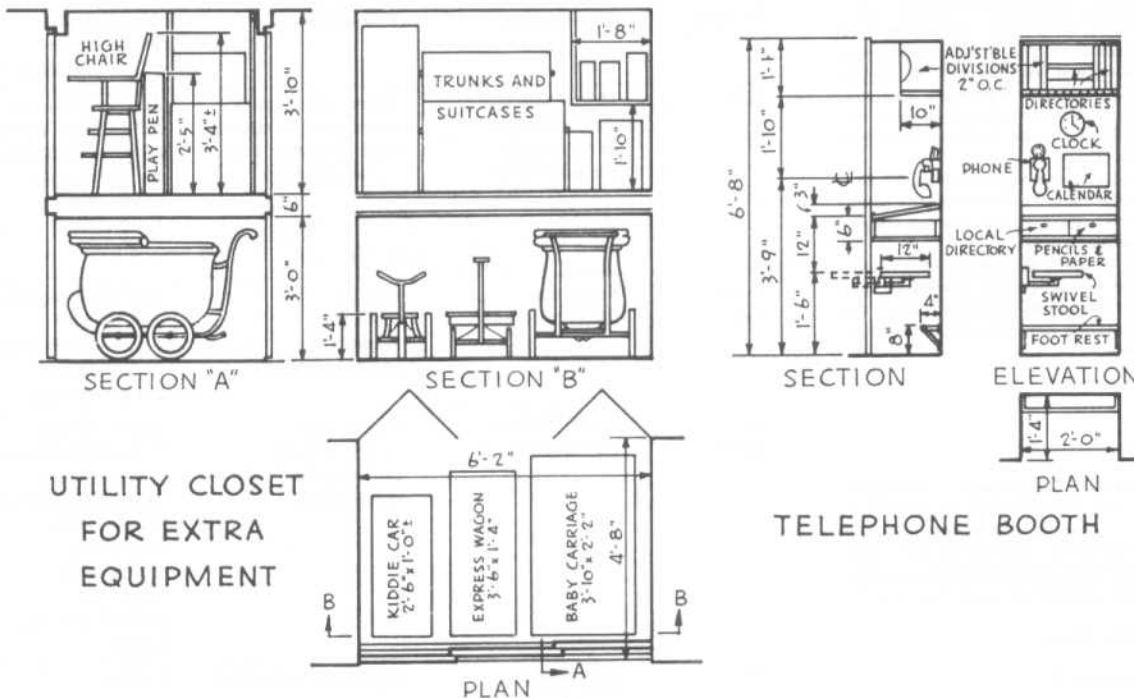 HIGH
CHAIR
PLAY PEN
2'-5"
3'-4"±
3'-10"
6"
3'-0"
SECTION "A"
1'-8"
TRUNKS AND
SUITCASES
1'-10"
1'-4"
SECTION "B"
6'-8"
1'-1"
1'-10"
3'-9"
3"
12"
1'-6"
6"
10"
12"
4"
8"
SECTION
ADJ'ST'BLE
DIVISIONS
2" O.C.
DIRECTORIES
CLOCK
PHONE
CALENDAR
LOCAL
DIRECTORY
PENCILS &
PAPER
SWIVEL
STOOL
FOOT REST
ELEVATION
1'-4"
2'-0"
PLAN
TELEPHONE BOOTH
UTILITY CLOSET
FOR EXTRA
EQUIPMENT
6'-2"
KIDDIE CAR
2'-6" x 1'-0" ±
EXPRESS WAGON
3'-6" x 1'-4"
BABY CARRIAGE
3'-10" x 2'-2"
4'-8"
B
B
A
PLAN